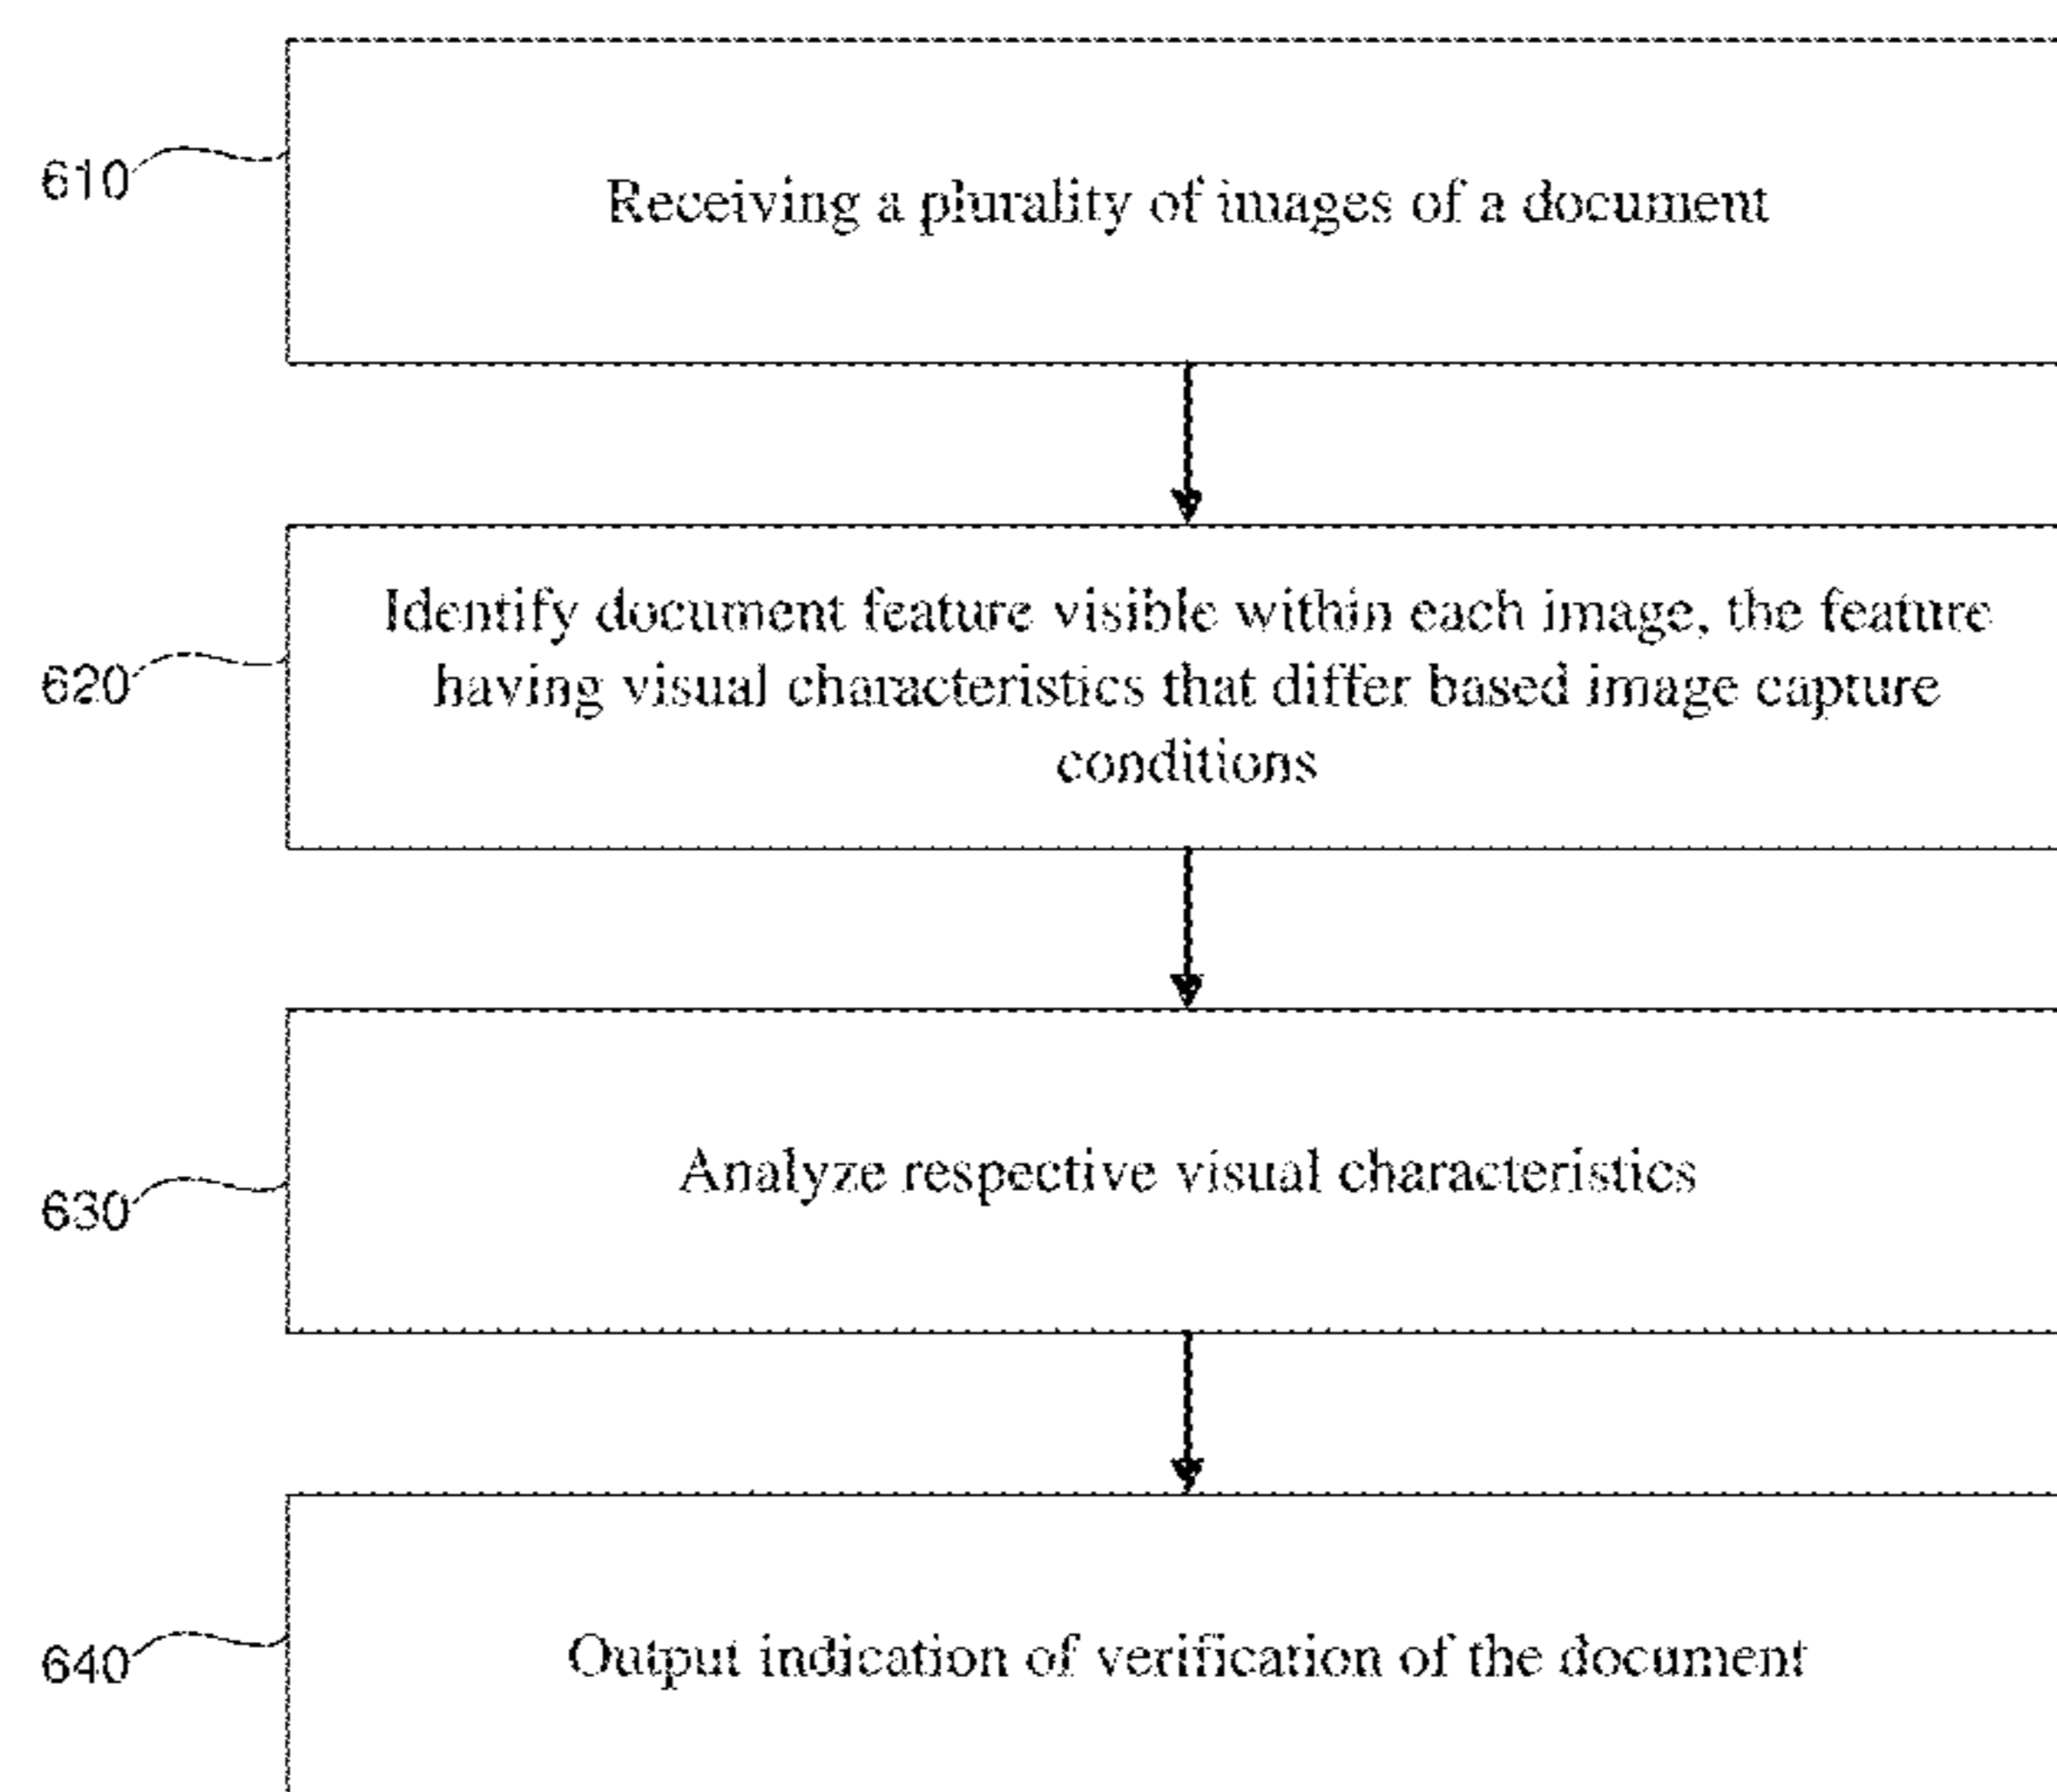 610
Receiving a plurality of images of a document
620
Identify document feature visible within each image, the feature
having visual characteristics that differ based image capture
conditions
630
Analyze respective visual characteristics
640
Output indication of verification of the document